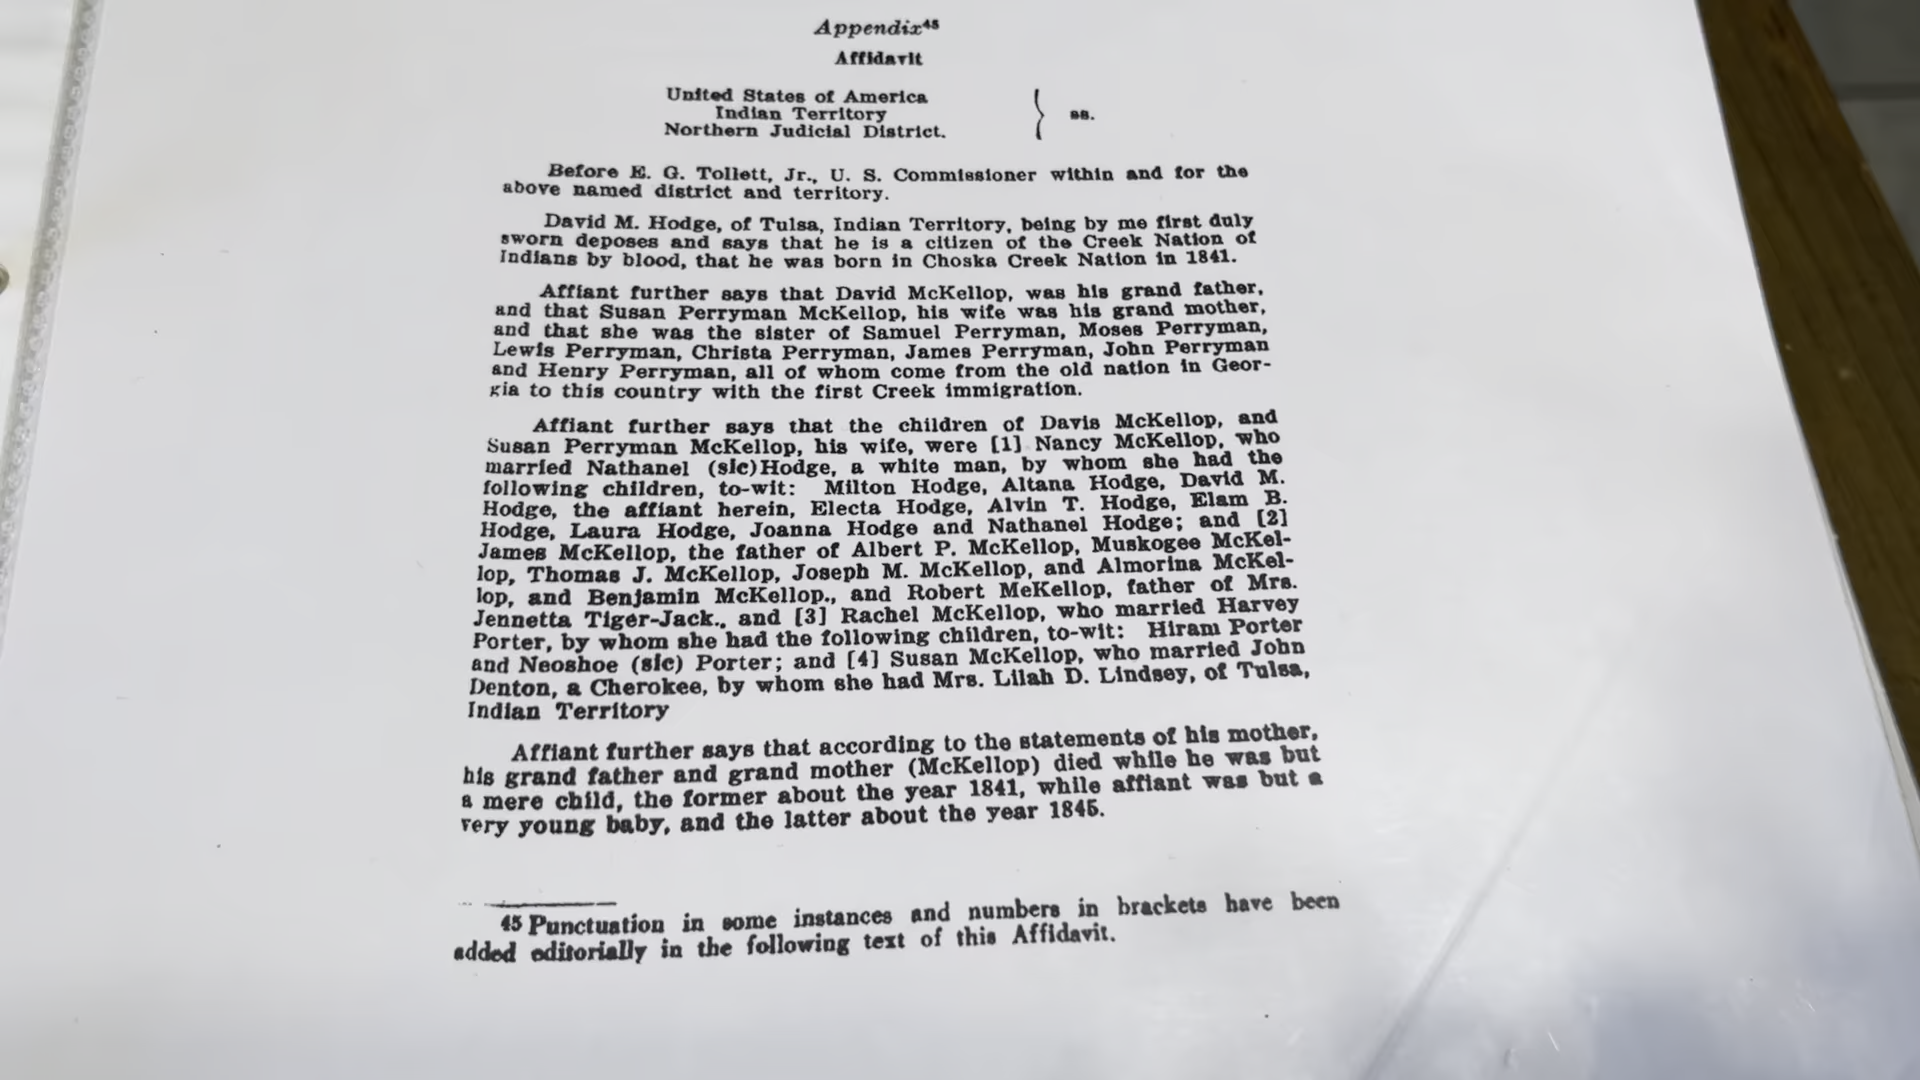 Appendix⁴⁵
Affidavit
United States of America
Indian Territory
Northern Judicial District.
} ss.
Before E. G. Tollett, Jr., U. S. Commissioner within and for the
above named district and territory.
David M. Hodge, of Tulsa, Indian Territory, being by me first duly
sworn deposes and says that he is a citizen of the Creek Nation of
Indians by blood, that he was born in Choska Creek Nation in 1841.
Affiant further says that David McKellop, was his grand father,
and that Susan Perryman McKellop, his wife was his grand mother,
and that she was the sister of Samuel Perryman, Moses Perryman,
Lewis Perryman, Christa Perryman, James Perryman, John Perryman
and Henry Perryman, all of whom come from the old nation in Geor-
gia to this country with the first Creek immigration.
Affiant further says that the children of Davis McKellop, and
Susan Perryman McKellop, his wife, were [1] Nancy McKellop, who
married Nathanel (sic)Hodge, a white man, by whom she had the
following children, to-wit: Milton Hodge, Altana Hodge, David M.
Hodge, the affiant herein, Electa Hodge, Alvin T. Hodge, Elam B.
Hodge, Laura Hodge, Joanna Hodge and Nathanel Hodge; and [2]
James McKellop, the father of Albert P. McKellop, Muskogee McKel-
lop, Thomas J. McKellop, Joseph M. McKellop, and Almorina McKel-
lop, and Benjamin McKellop., and Robert McKellop, father of Mrs.
Jennetta Tiger-Jack., and [3] Rachel McKellop, who married Harvey
Porter, by whom she had the following children, to-wit: Hiram Porter
and Neoshoe (sic) Porter; and [4] Susan McKellop, who married John
Denton, a Cherokee, by whom she had Mrs. Lilah D. Lindsey, of Tulsa,
Indian Territory
Affiant further says that according to the statements of his mother,
his grand father and grand mother (McKellop) died while he was but
a mere child, the former about the year 1841, while affiant was but a
very young baby, and the latter about the year 1845.
45 Punctuation in some instances and numbers in brackets have been
added editorially in the following text of this Affidavit.